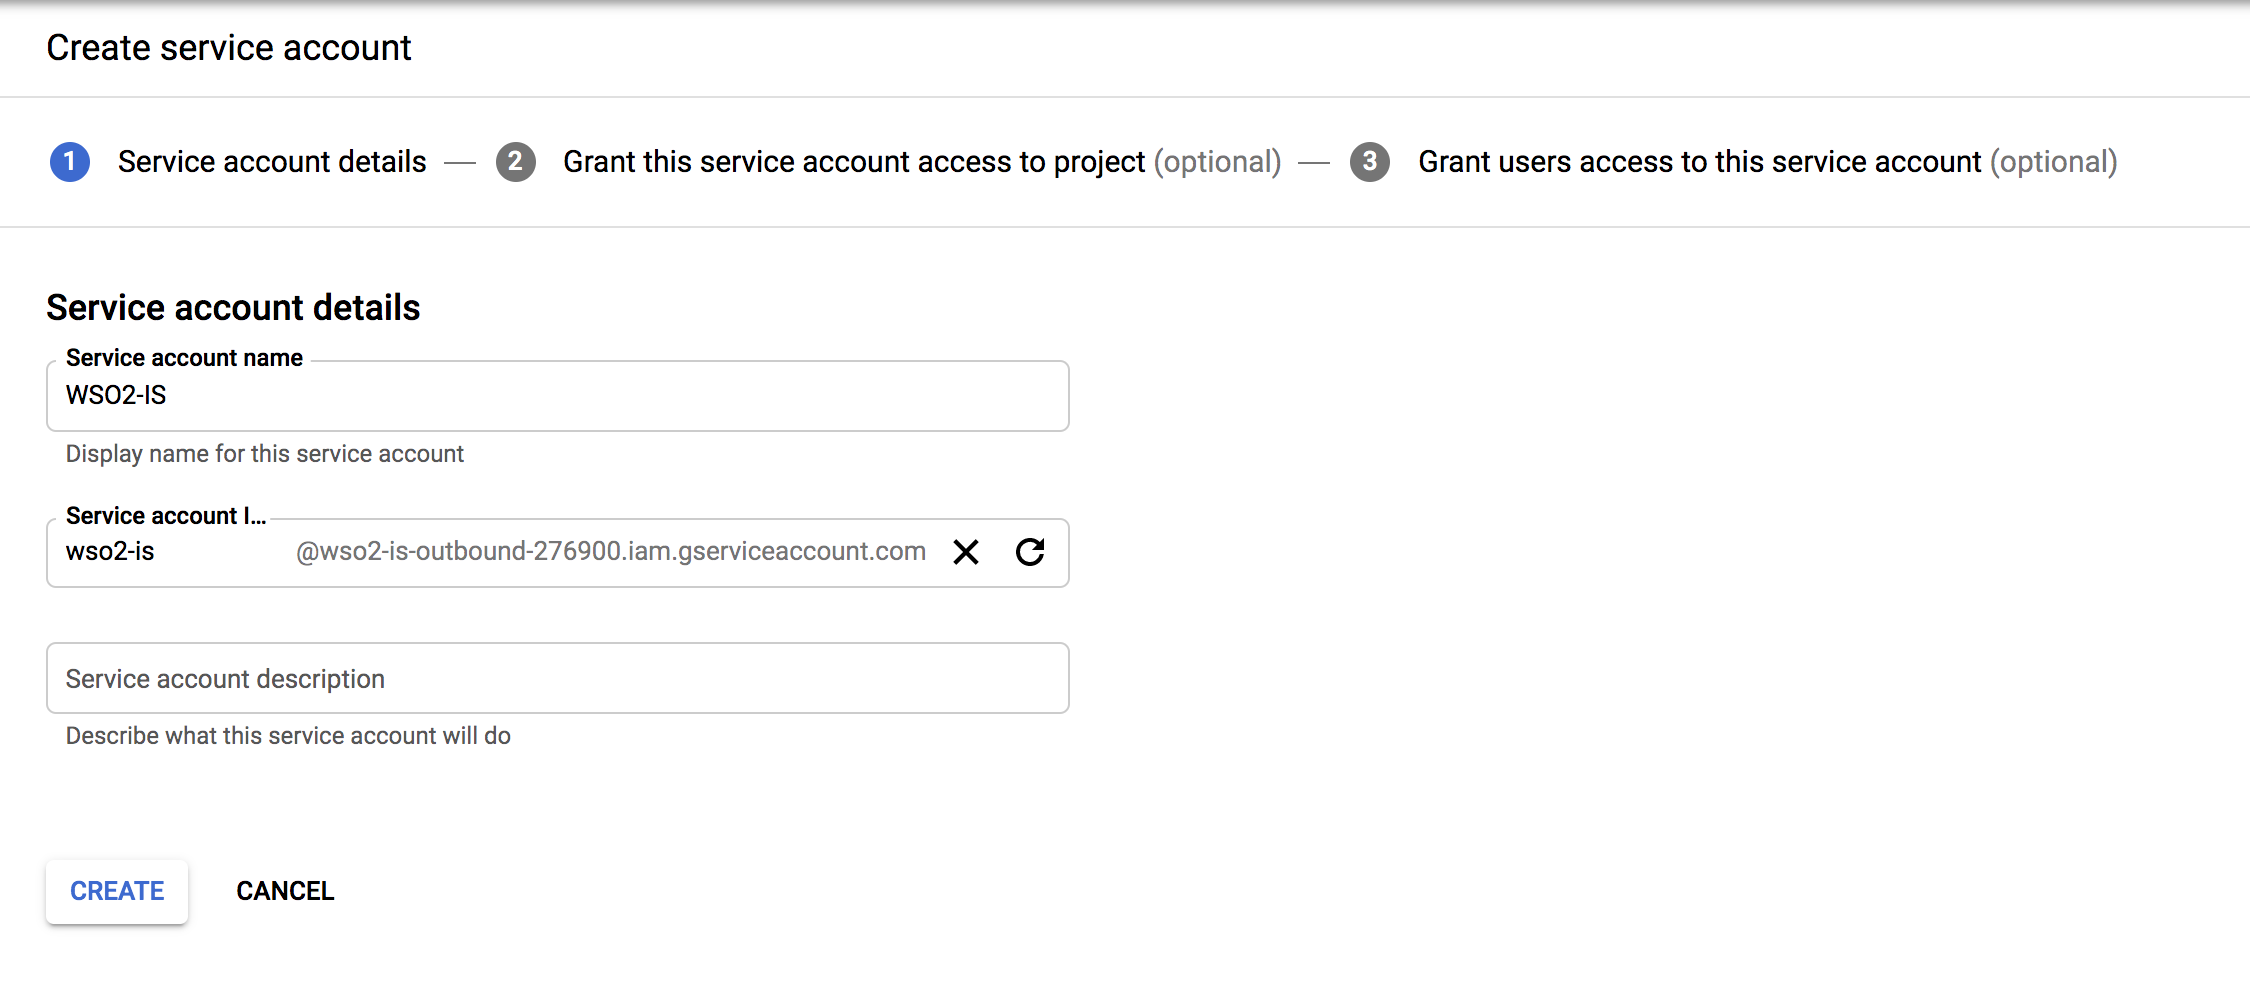 Create service account
1 Service account details — 2 Grant this service account access to project (optional) — 3 Grant users access to this service account (optional)
Service account details
Service account name
WSO2-IS
Display name for this service account
Service account I...
wso2-is @wso2-is-outbound-276900.iam.gserviceaccount.com
Service account description
Describe what this service account will do
CREATE CANCEL